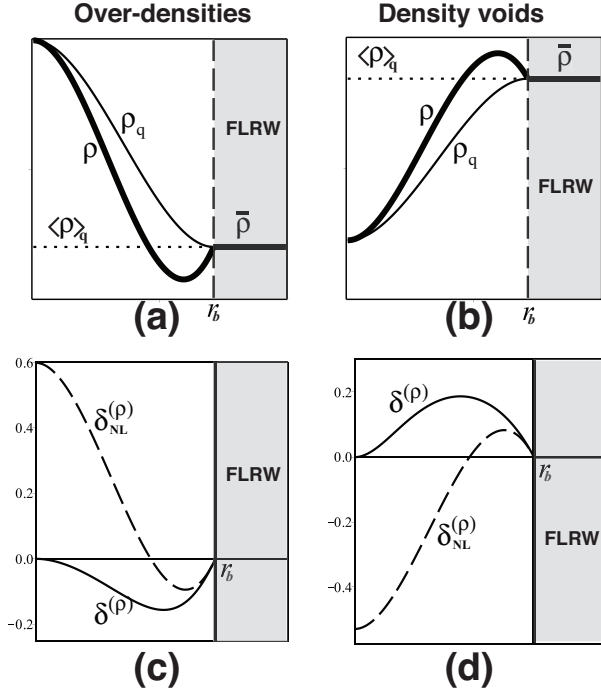 Over-densities
Density voids
ρ
ρq
FLRW
⟨ρ⟩q
ρ̄
rb
(a)
⟨ρ⟩q
ρ̄
ρ
ρq
FLRW
rb
(b)
0.6
0.4
0.2
0.0
−0.2
δNL(ρ)
FLRW
rb
δ(ρ)
(c)
0.2
0.0
−0.2
−0.4
δ(ρ)
rb
δNL(ρ)
FLRW
(d)